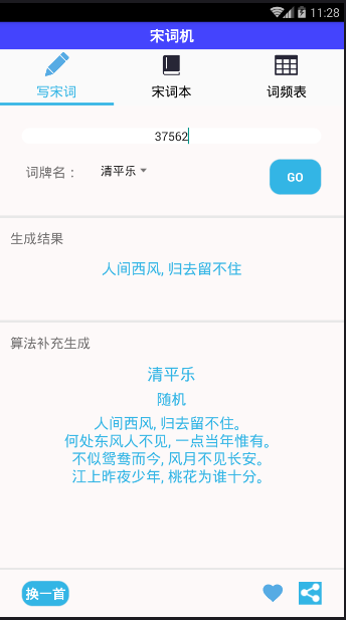 11:28
宋词机
写宋词 宋词本 词频表
37562
词牌名： 清平乐 GO
生成结果
人间西风, 归去留不住
算法补充生成
清平乐
随机
人间西风, 归去留不住。
何处东风人不见, 一点当年惟有。
不似鸳鸯而今, 风月不见长安。
江上昨夜少年, 桃花为谁十分。
换一首